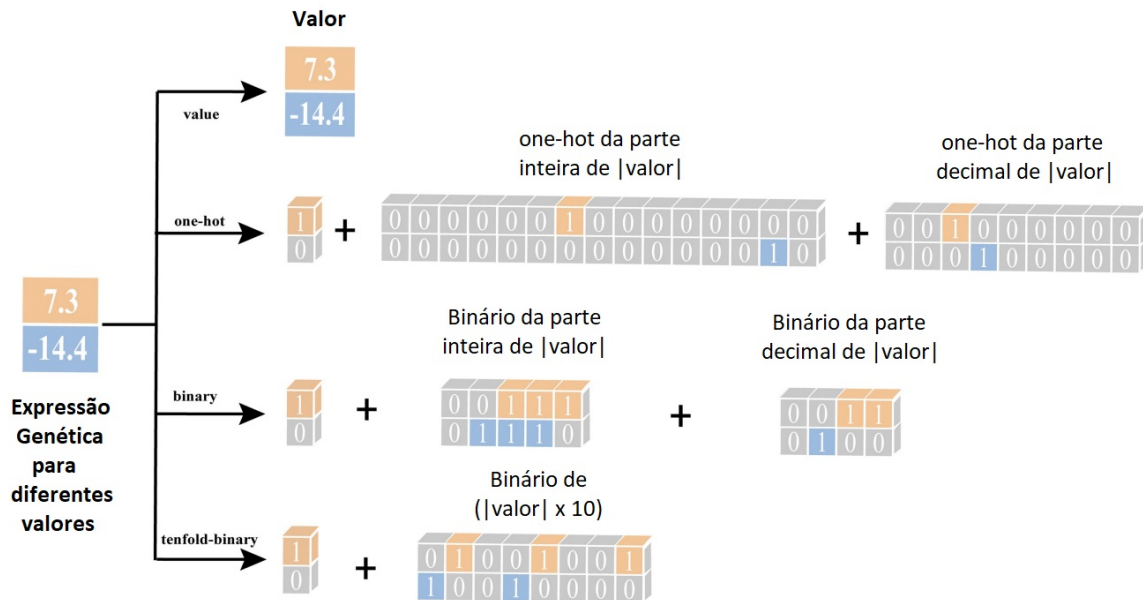 Valor
7.3
-14.4
value
one-hot da parte
inteira de |valor|
one-hot da parte
decimal de |valor|
one-hot
1 + 0 0 0 0 0 0 1 0 0 0 0 0 0 0 0 + 0 0 1 0 0 0 0 0 0
0 0 0 0 0 0 0 0 0 0 0 0 0 0 1 0 0 0 0 1 0 0 0 0 0
7.3
-14.4
Expressão
Genética
para
diferentes
valores
Binário da parte
inteira de |valor|
Binário da parte
decimal de |valor|
binary
1 + 0 0 1 1 1 + 0 0 1 1
0 0 1 1 1 0 0 1 0 0
Binário de
(|valor| x 10)
tenfold-binary
1 + 0 1 0 0 1 0 0 1
0 1 0 0 1 0 0 0 0